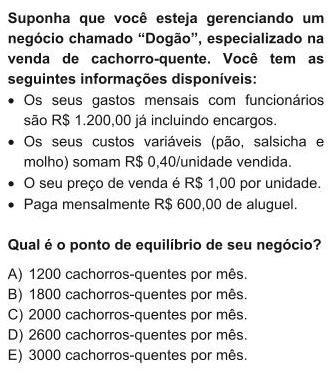 Suponha que você esteja gerenciando um
negócio chamado “Dogão”, especializado na
venda de cachorro-quente. Você tem as
seguintes informações disponíveis:
• Os seus gastos mensais com funcionários
são R$ 1.200,00 já incluindo encargos.
• Os seus custos variáveis (pão, salsicha e
molho) somam R$ 0,40/unidade vendida.
• O seu preço de venda é R$ 1,00 por unidade.
• Paga mensalmente R$ 600,00 de aluguel.
Qual é o ponto de equilíbrio de seu negócio?
A) 1200 cachorros-quentes por mês.
B) 1800 cachorros-quentes por mês.
C) 2000 cachorros-quentes por mês.
D) 2600 cachorros-quentes por mês.
E) 3000 cachorros-quentes por mês.